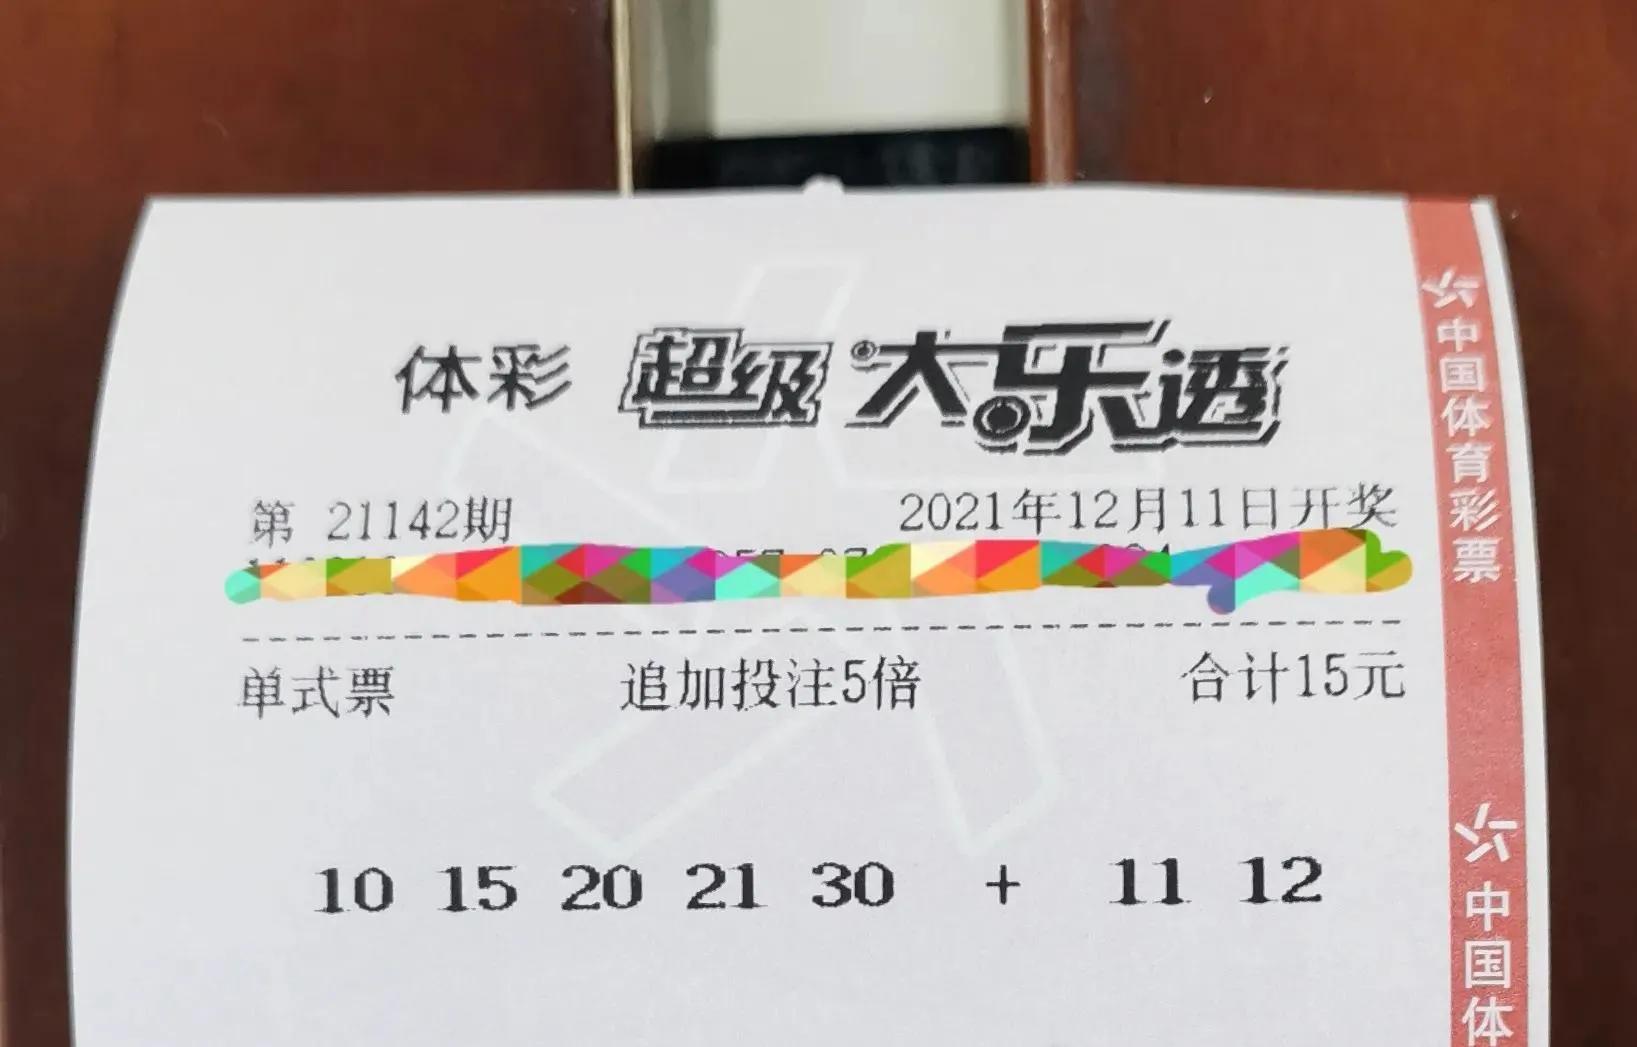 体彩 超级大乐透
第 21142期 2021年12月11日开奖
单式票 追加投注5倍 合计15元
10 15 20 21 30 + 11 12
中国体育彩票
中国体